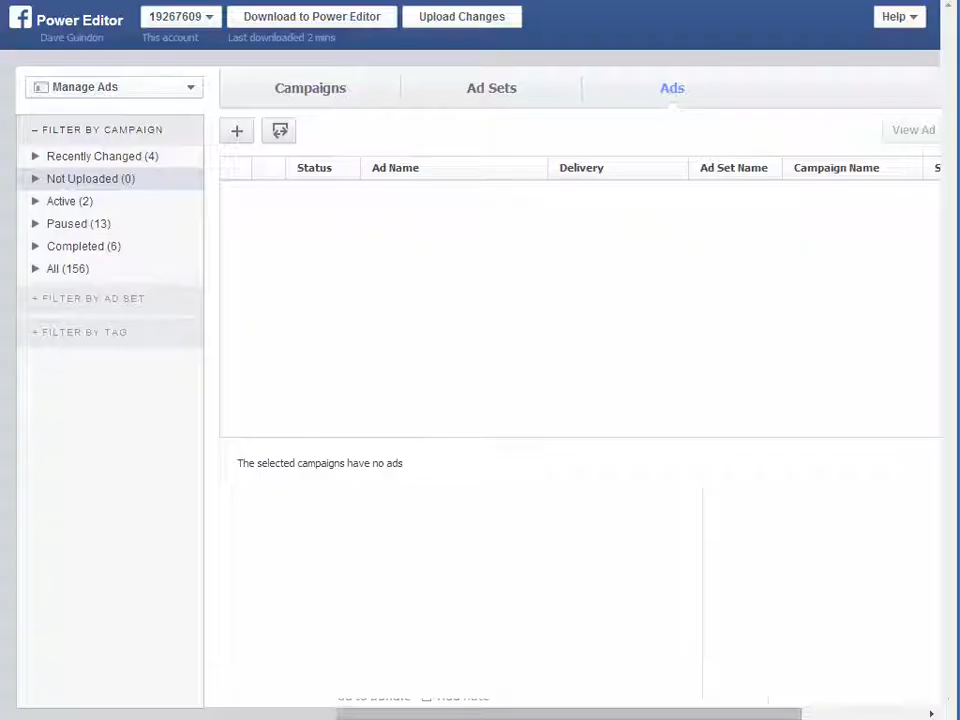 Power Editor
19267609
Download to Power Editor
Upload Changes
Help
Dave Guindon
This account
Last downloaded 2 mins
Manage Ads
Campaigns
Ad Sets
Ads
– FILTER BY CAMPAIGN
+
View Ad
Recently Changed (4)
Status
Ad Name
Delivery
Ad Set Name
Campaign Name
S
Not Uploaded (0)
Active (2)
Paused (13)
Completed (6)
All (156)
+ FILTER BY AD SET
+ FILTER BY TAG
The selected campaigns have no ads